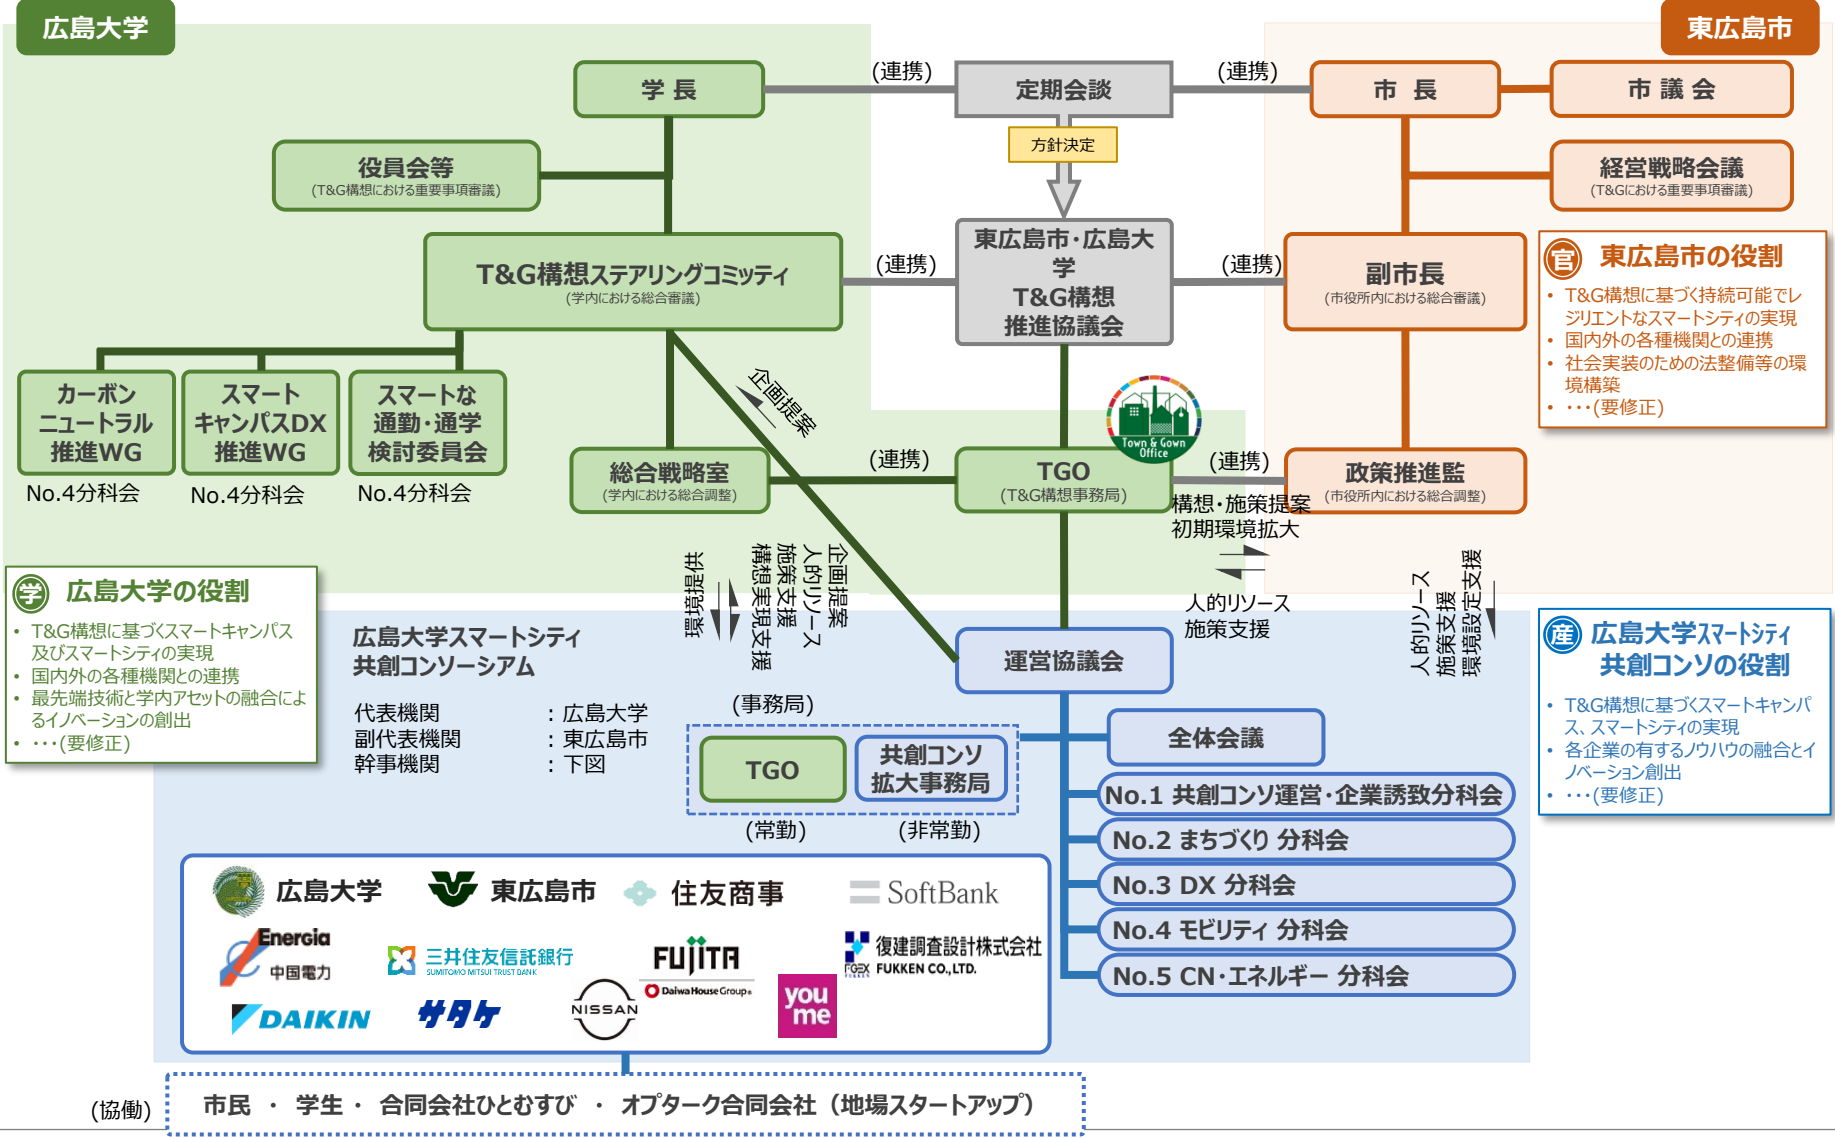 広島大学
東広島市
学 長
(連携)
定期会談
(連携)
市 長
市 議 会
方針決定
役員会等
(T&G構想における重要事項審議)
経営戦略会議
(T&Gにおける重要事項審議)
T&G構想ステアリングコミッティ
(学内における総合審議)
(連携)
東広島市・広島大
学
T&G構想
推進協議会
(連携)
副市長
(市役所内における総合審議)
官 東広島市の役割
• T&G構想に基づく持続可能でレ
ジリエントなスマートシティの実現
• 国内外の各種機関との連携
• 社会実装のための法整備等の環
境構築
• ・・・(要修正)
カーボン
ニュートラル
推進WG
スマート
キャンパスDX
推進WG
スマートな
通勤・通学
検討委員会
No.4分科会
No.4分科会
No.4分科会
企画提案
Town & Gown
Office
総合戦略室
(学内における総合調整)
(連携)
TGO
(T&G構想事務局)
(連携)
政策推進監
(市役所内における総合調整)
構想・施策提案
初期環境拡大
人的リソース
施策支援
環境提供
企画提案
人的リソース
施策支援
構想実現支援
環境設定支援
施策支援
人的リソース
学 広島大学の役割
• T&G構想に基づくスマートキャンパス
及びスマートシティの実現
• 国内外の各種機関との連携
• 最先端技術と学内アセットの融合によ
るイノベーションの創出
• ・・・(要修正)
広島大学スマートシティ
共創コンソーシアム
代表機関 : 広島大学
副代表機関 : 東広島市
幹事機関 : 下図
運営協議会
(事務局)
TGO
共創コンソ
拡大事務局
(常勤)
(非常勤)
全体会議
No.1 共創コンソ運営・企業誘致分科会
No.2 まちづくり 分科会
No.3 DX 分科会
No.4 モビリティ 分科会
No.5 CN・エネルギー 分科会
産 広島大学スマートシティ
共創コンソの役割
• T&G構想に基づくスマートキャンパ
ス、スマートシティの実現
• 各企業の有するノウハウの融合とイ
ノベーション創出
• ・・・(要修正)
広島大学
東広島市
住友商事
SoftBank
Energia
中国電力
三井住友信託銀行
SUMITOMO MITSUI TRUST BANK
FUJITA
Daiwa House Group®
復建調査設計株式会社
FUKKEN CO.,LTD.
DAIKIN
サタケ
NISSAN
you
me
(協働)
市民 ・ 学生・ 合同会社ひとむすび ・ オプターク合同会社（地場スタートアップ）